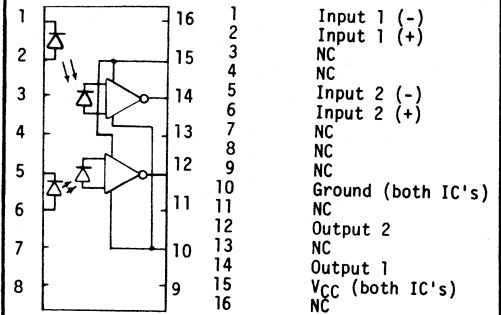 1
2
3
4
5
6
7
8
16
15
14
13
12
11
10
9
1 Input 1 (-)
2 Input 1 (+)
3 NC
4 NC
5 Input 2 (-)
6 Input 2 (+)
7 NC
8 NC
9 NC
10 Ground (both IC's)
11 NC
12 Output 2
13 NC
14 Output 1
15 VCC (both IC's)
16 NC